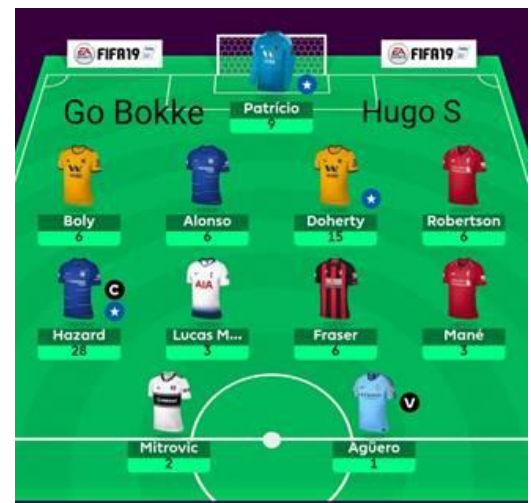 FIFA19 FIFA19
Go Bokke Hugo S
Patrício
9
Boly Alonso Doherty Robertson
6 6 15 6
C
Hazard Lucas M... Fraser Mané
28 3 6 3
AIA
V
Mitrovic Agüero
2 1